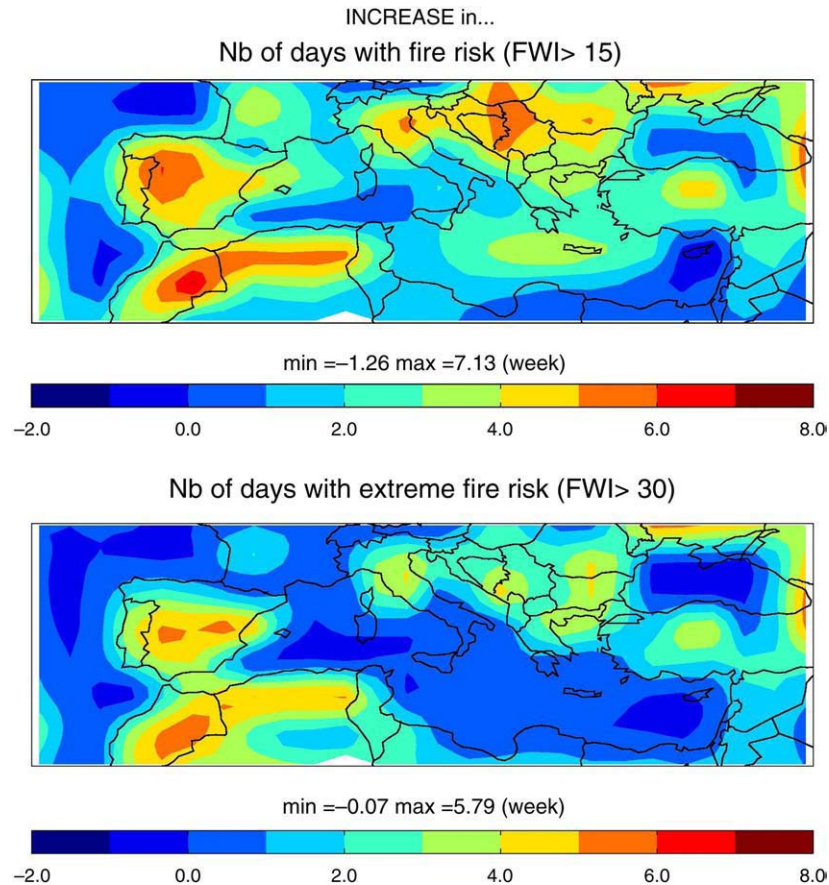 INCREASE in...
Nb of days with fire risk (FWI> 15)
min =–1.26 max =7.13 (week)
–2.0 0.0 2.0 4.0 6.0 8.0
Nb of days with extreme fire risk (FWI> 30)
min =–0.07 max =5.79 (week)
–2.0 0.0 2.0 4.0 6.0 8.0